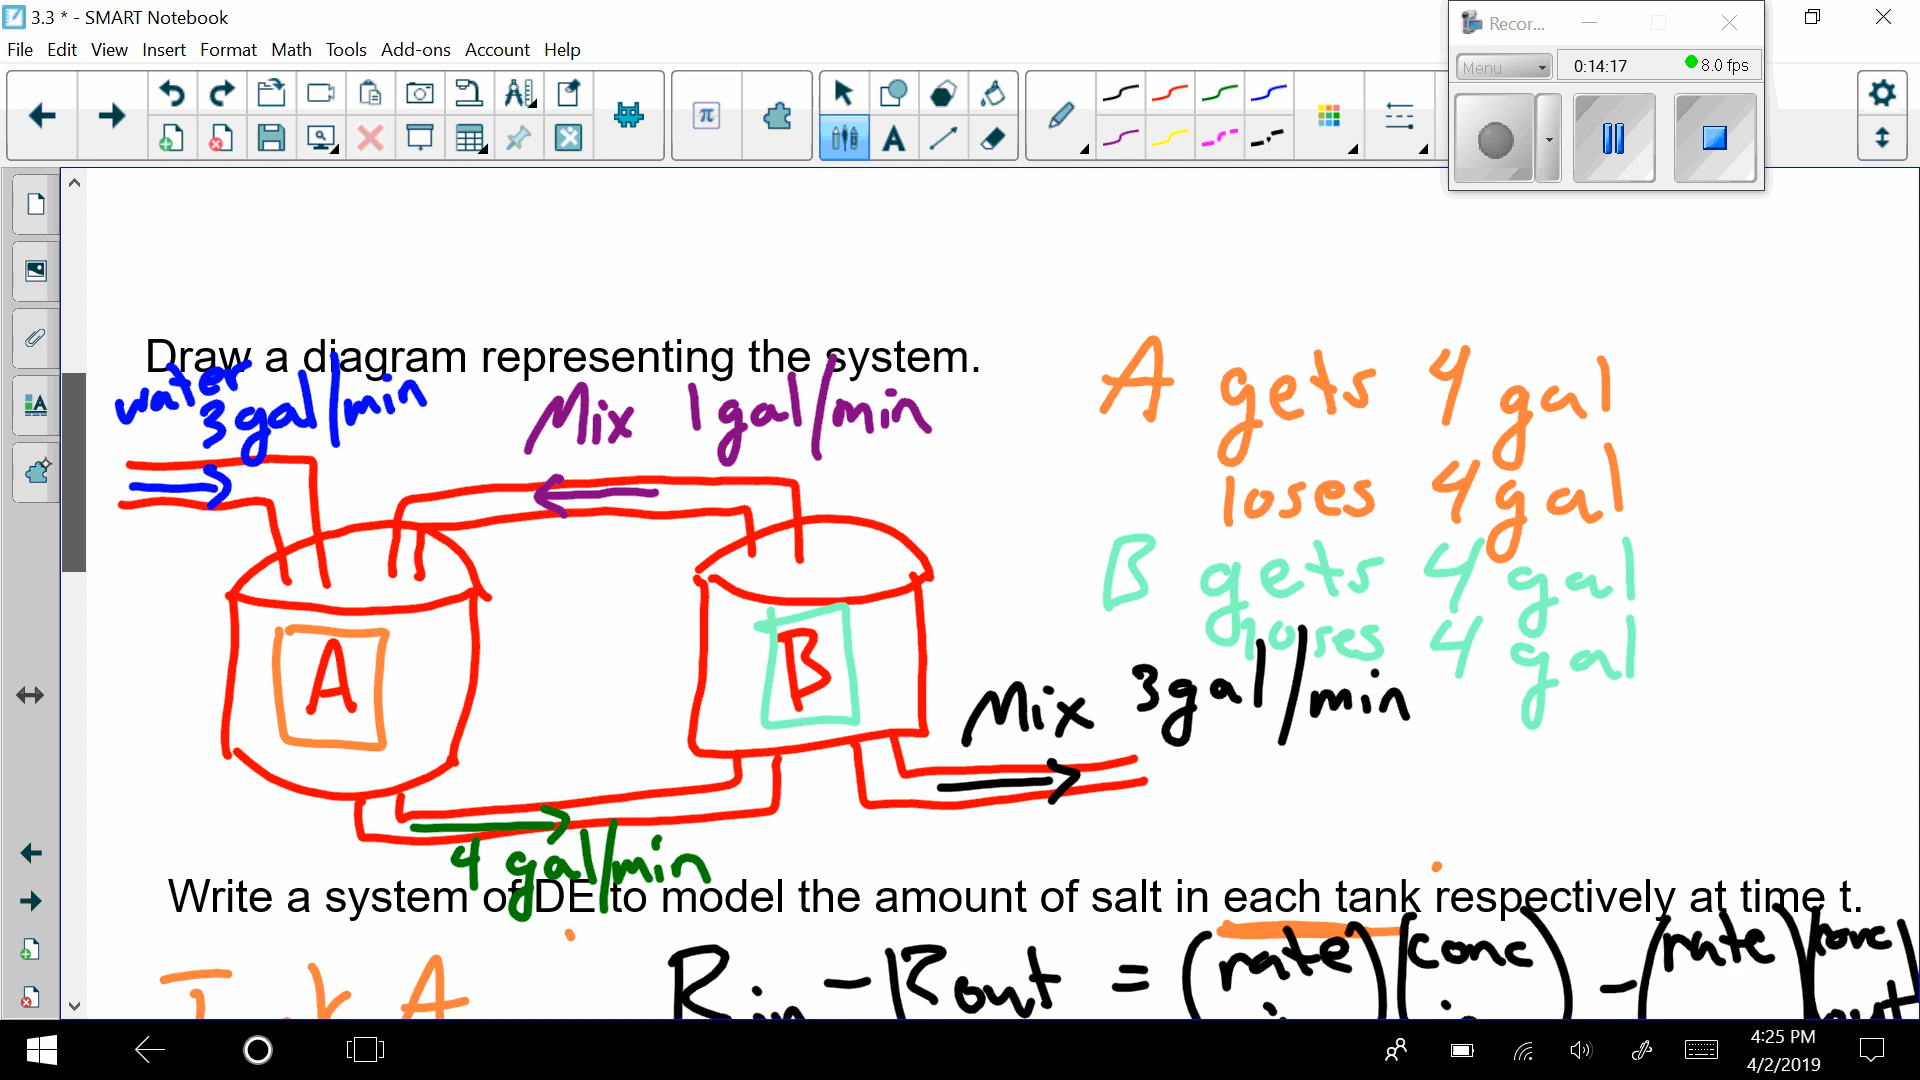 3.3 * - SMART Notebook
File Edit View Insert Format Math Tools Add-ons Account Help
Recor...
Menu
0:14:17
8.0 fps
Draw a diagram representing the system.
water
3gal/min
Mix 1gal/min
A gets 4 gal
loses 4 gal
B gets 4 gal
loses 4 gal
A
B
Mix 3gal/min
4 gal/min
Write a system of DE to model the amount of salt in each tank respectively at time t.
Rin - Rout = (rate (conc - (rate (conc
out
A
4:25 PM
4/2/2019